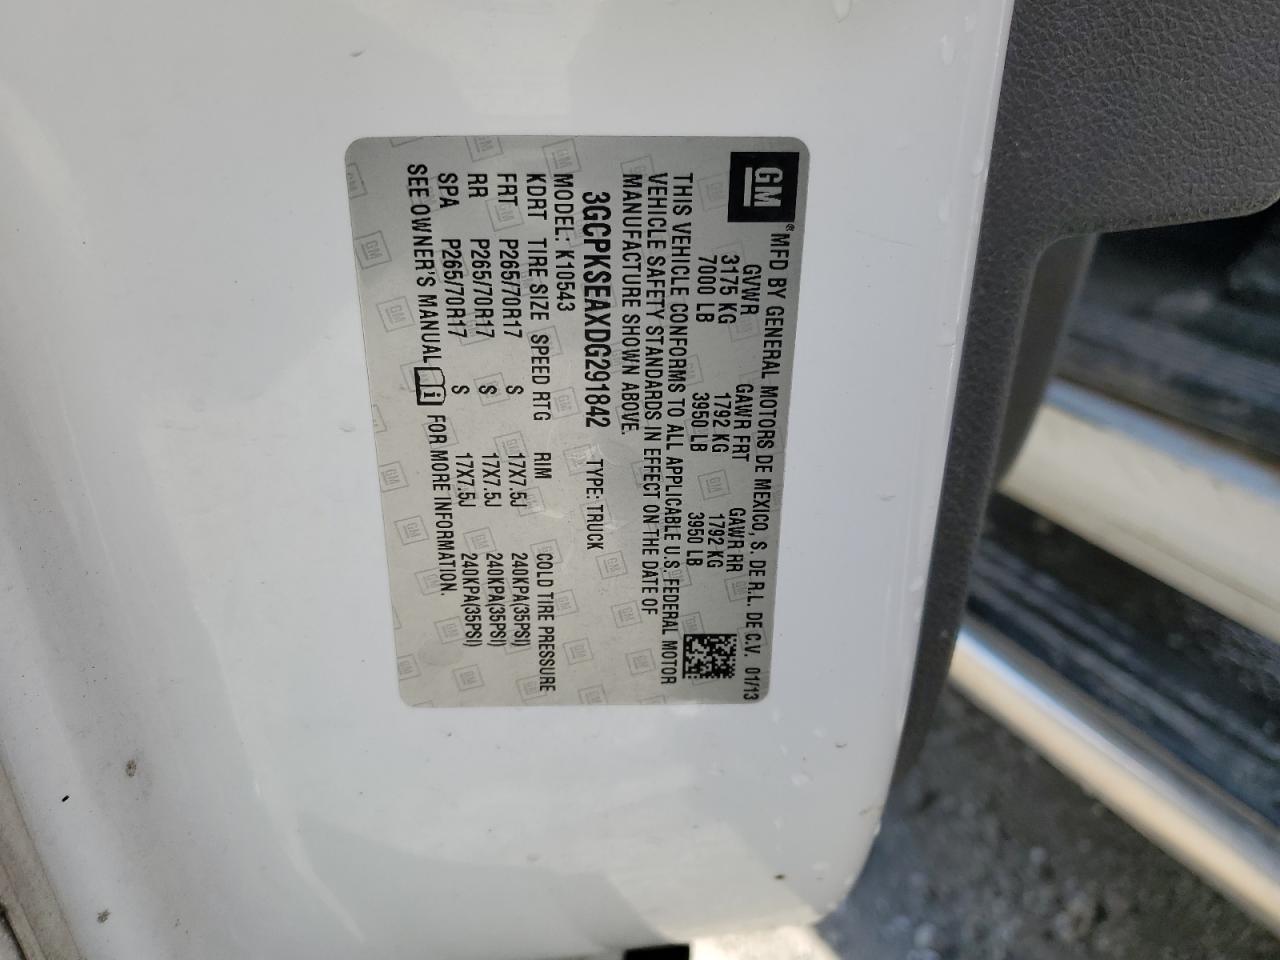 GM
® MFD BY GENERAL MOTORS DE MEXICO, S. DE R.L. DE C.V. 01/13
GVWR GAWR FRT GAWR RR
3175 KG 1792 KG 1792 KG
7000 LB 3950 LB 3950 LB
THIS VEHICLE CONFORMS TO ALL APPLICABLE U.S. FEDERAL MOTOR
VEHICLE SAFETY STANDARDS IN EFFECT ON THE DATE OF
MANUFACTURE SHOWN ABOVE.
3GCPKSEAXDG291842 TYPE: TRUCK
MODEL: K10543
KDRT TIRE SIZE SPEED RTG RIM COLD TIRE PRESSURE
FRT P265/70R17 S 17X7.5J 240KPA(35PSI)
RR P265/70R17 S 17X7.5J 240KPA(35PSI)
SPA P265/70R17 S 17X7.5J 240KPA(35PSI)
SEE OWNER'S MANUAL i FOR MORE INFORMATION.